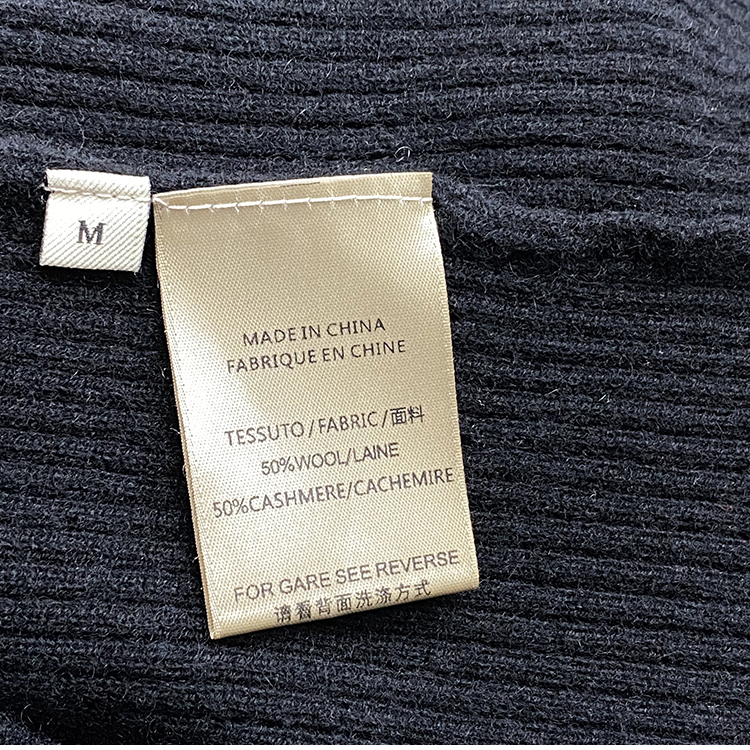 M
MADE IN CHINA
FABRIQUE EN CHINE
TESSUTO/FABRIC/面料
50%WOOL/LAINE
50%CASHMERE/CACHEMIRE
FOR GARE SEE REVERSE
请看背面洗涤方式